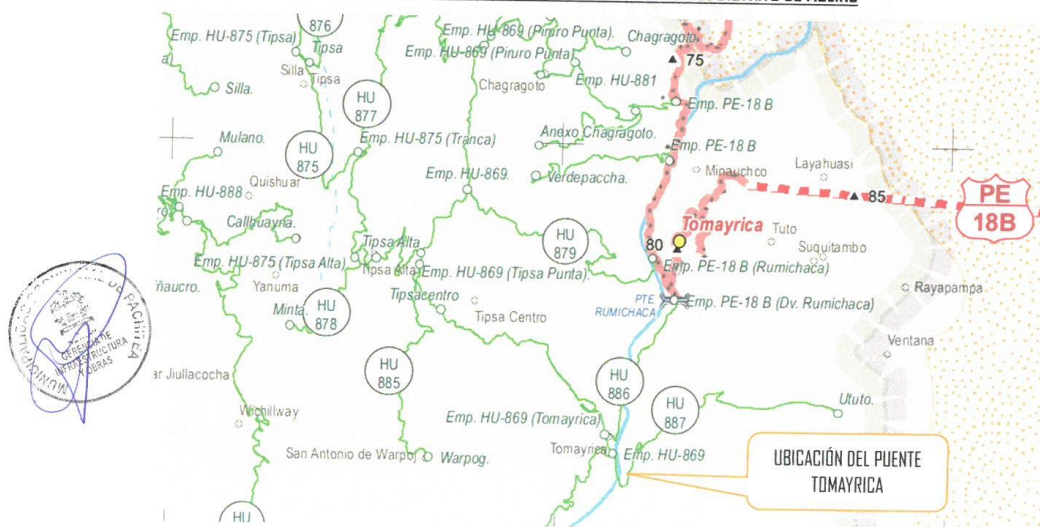 876
Emp. HU-875 (Tipsa)
Tipsa
Silla
Tipsa
Silla.
HU
877
Emp. HU-869 (Piruro Punta).
Emp. HU-869 (Piruro Punta)
Chagragoto
Chagragoto.
75
Emp. HU-881
Emp. PE-18 B
Mulano.
HU
875
Emp. HU-875 (Tranca)
Anexo Chagragoto.
Emp. PE-18 B
Minauchco
Layahuasi
Emp. HU-888
Quishuar
Emp. HU-869.
Verdepaccha.
85
PE
18B
Callhuayna.
Tomayrica
Tuto
Suquitambo
Tipsa Alta
HU
879
80
Emp. HU-875 (Tipsa Alta)
Emp. HU-869 (Tipsa Punta).
Emp. PE-18 B (Rumichaca)
Yanuma
Rayapampa
Tipsacentro
PTE
RUMICHACA
Emp. PE-18 B (Dv. Rumichaca)
Minta.
HU
878
Tipsa Centro
Ventana
ar Jiullacocha
HU
885
HU
886
HU
887
Ututo.
Wichillway
Emp. HU-869 (Tomayrica)
San Antonio de Warpo
Warpog.
Tomayrica
Emp. HU-869
UBICACIÓN DEL PUENTE
TOMAYRICA
HU
GERENCIA DE
INFRAESTRUCTURA
Y OBRAS